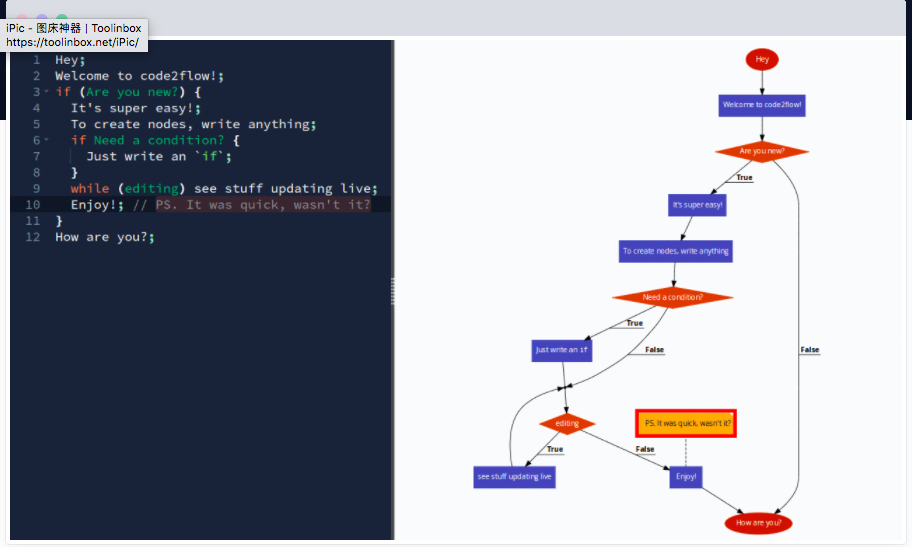 iPic - 图床神器 | Toolinbox
https://toolinbox.net/iPic/
1 Hey;
2 Welcome to code2flow!;
3 if (Are you new?) {
4 It's super easy!;
5 To create nodes, write anything;
6 if Need a condition? {
7 Just write an `if`;
8 }
9 while (editing) see stuff updating live;
10 Enjoy!; // PS. It was quick, wasn't it?
11 }
12 How are you?;
Hey
Welcome to code2flow!
Are you new?
True
It's super easy!
To create nodes, write anything
Need a condition?
True
Just write an if
False
False
editing
PS. It was quick, wasn't it?
True
False
see stuff updating live
Enjoy!
How are you?